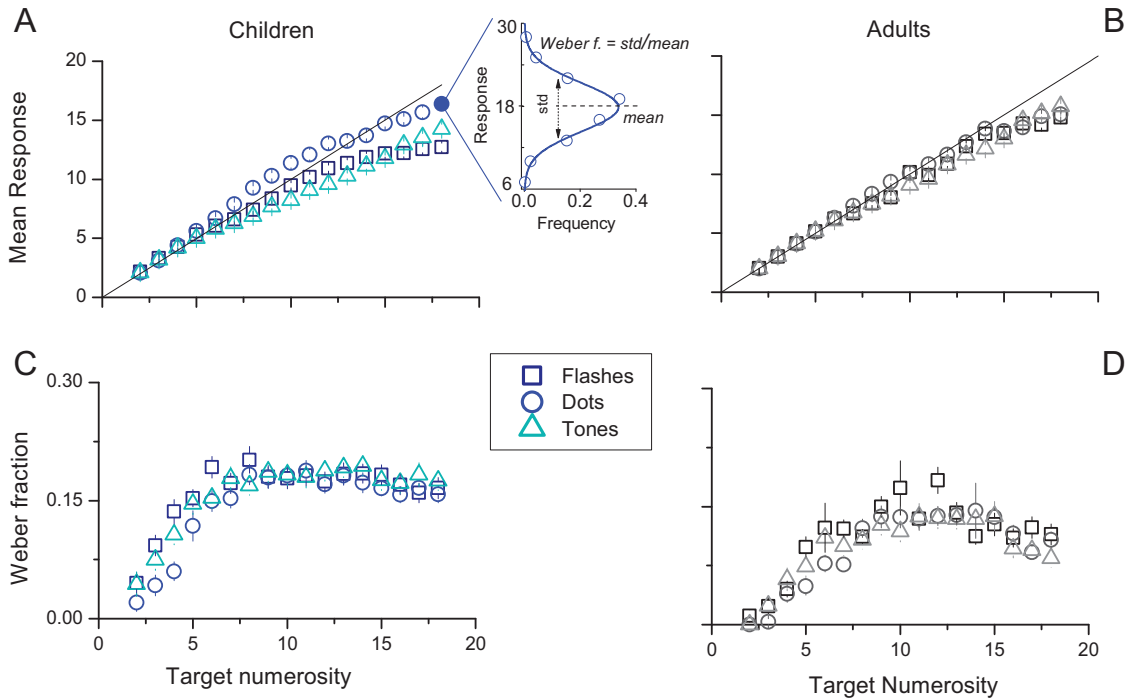 A
Children
20
15
10
5
0
Mean Response
30
18
6
Response
Weber f. = std/mean
std
mean
0.0
0.4
Frequency
Adults
B
C
0.30
0.15
0.00
Weber fraction
0
5
10
15
20
Target numerosity
Flashes
Dots
Tones
D
0
5
10
15
20
Target Numerosity